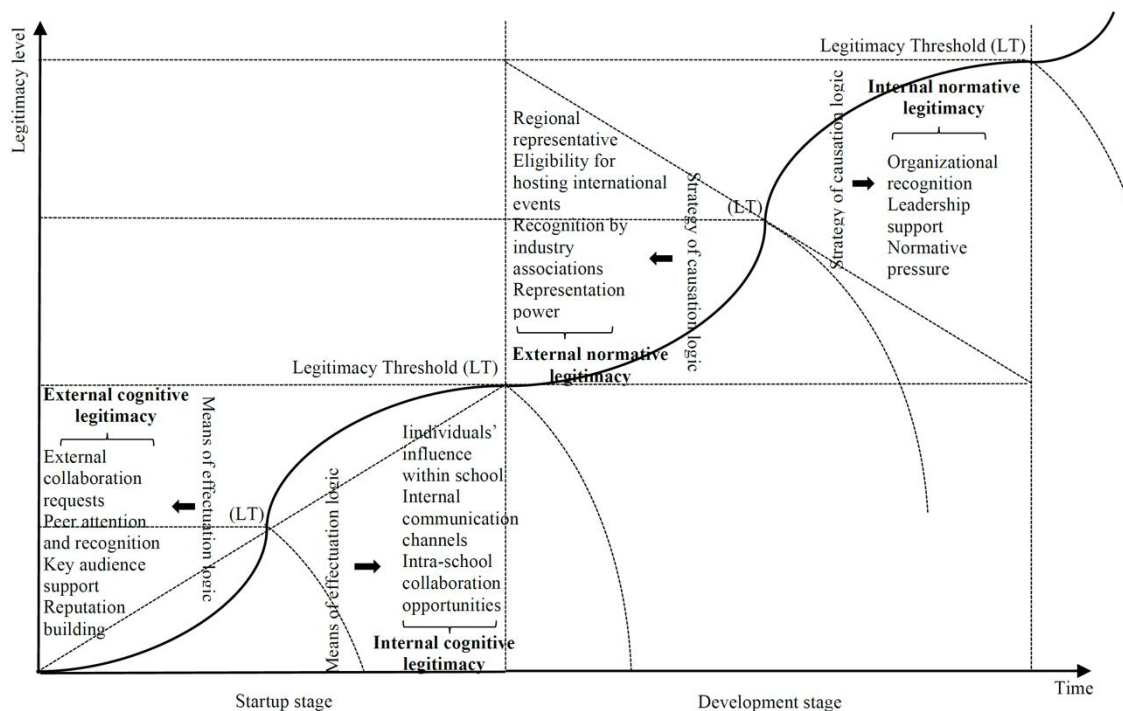 Legitimacy level
Legitimacy Threshold (LT)
Internal normative
legitimacy
Strategy of causation logic
Organizational
recognition
Leadership
support
Normative
pressure
Regional
representative
Eligibility for
hosting international
events
Recognition by
industry
associations
Representation
power
Strategy of causation logic
(LT)
External normative
legitimacy
Legitimacy Threshold (LT)
External cognitive
legitimacy
Means of effectuation logic
External
collaboration
requests
Peer attention
and recognition
Key audience
support
Reputation
building
(LT)
Means of effectuation logic
Iindividuals’
influence
within school
Internal
communication
channels
Intra-school
collaboration
opportunities
Internal cognitive
legitimacy
Time
Startup stage
Development stage